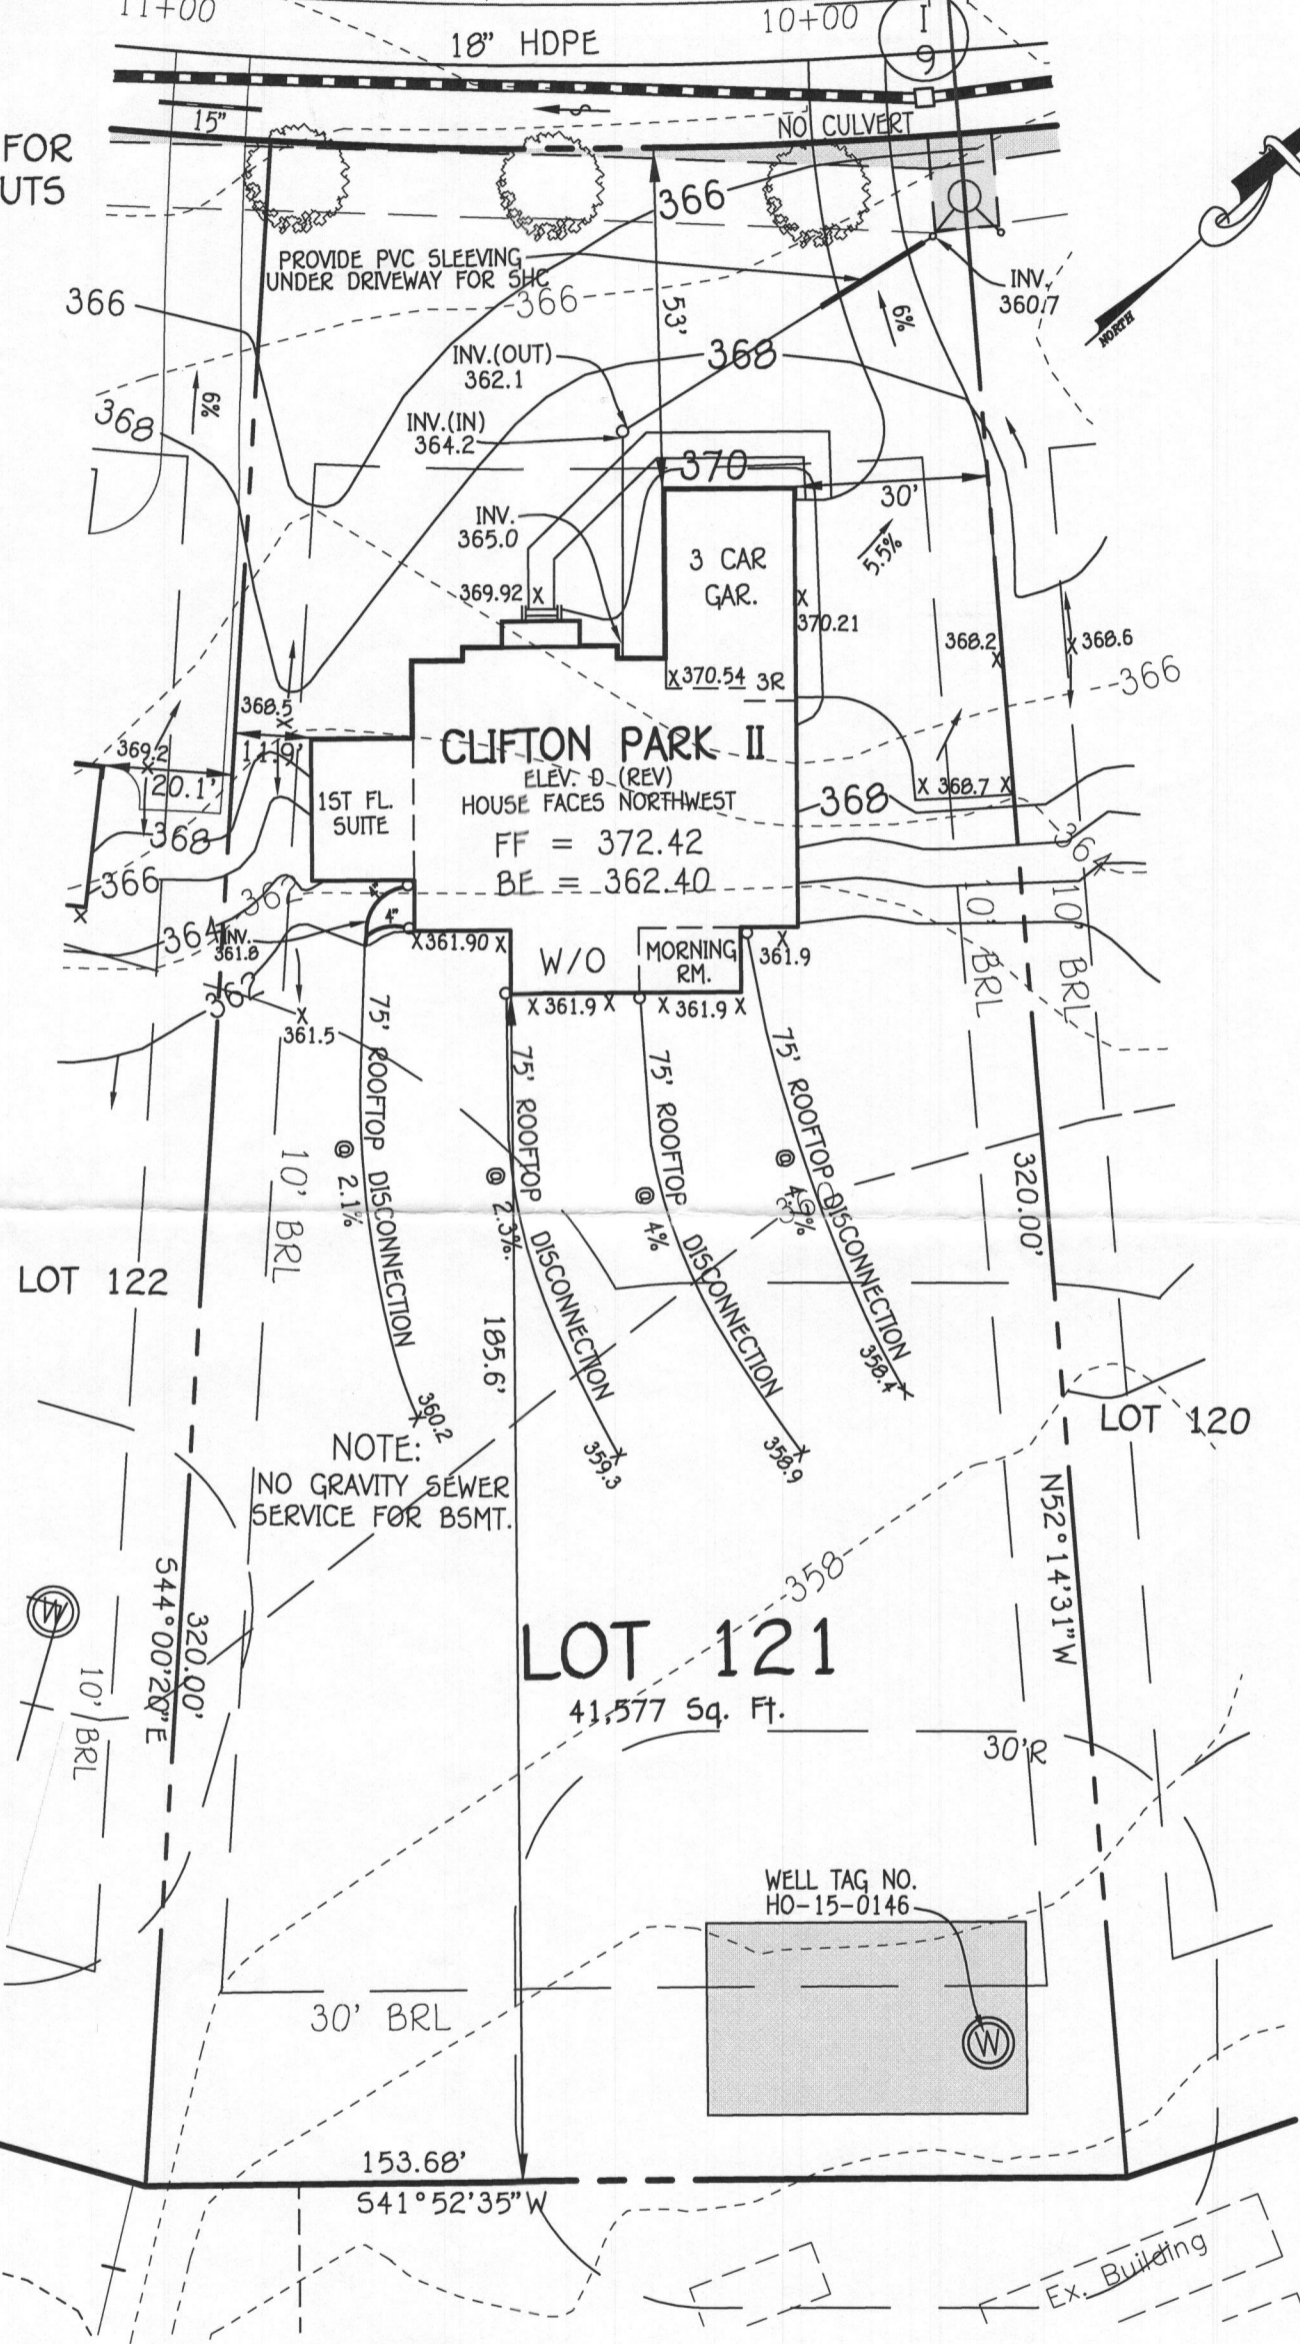 11+00
10+00
18" HDPE
I
9
15"
NO CULVERT
FOR
UTS
366
PROVIDE PVC SLEEVING
UNDER DRIVEWAY FOR SHC
366
366
53'
INV.
360.7
NORTH
6%
INV.(OUT)
362.1
368
6%
368
INV.(IN)
364.2
370
30'
INV.
365.0
3 CAR
GAR.
5.5%
369.92 X
X
370.21
368.2
X
X 368.6
X 370.54 3R
366
368.5
X
11.9'
369.2
X
20.1'
CLIFTON PARK II
ELEV. D (REV)
HOUSE FACES NORTHWEST
FF = 372.42
BE = 362.40
1ST FL.
SUITE
368
X 368.7 X
368
364
366
362
X
4"
4"
364
INV.
361.8
X 361.90 X
W/O
MORNING
RM.
X
361.9
10' BRL
10' BRL
362
X
361.5
X 361.9 X
X 361.9 X
75' ROOFTOP DISCONNECTION
@ 2.1%
75' ROOFTOP DISCONNECTION
@ 2.3%.
75' ROOFTOP DISCONNECTION
@ 4%
75' ROOFTOP DISCONNECTION
10' BRL
320.00'
LOT 122
185.6'
360.2
359.3
358.9
358.4
LOT 120
NOTE:
NO GRAVITY SEWER
SERVICE FOR BSMT.
N52°14'31"W
358
S44°00'20"E
320.00'
W
10' BRL
LOT 121
41,577 Sq. Ft.
30'R
WELL TAG NO.
HO-15-0146
30' BRL
W
153.68'
S41°52'35"W
Ex. Building